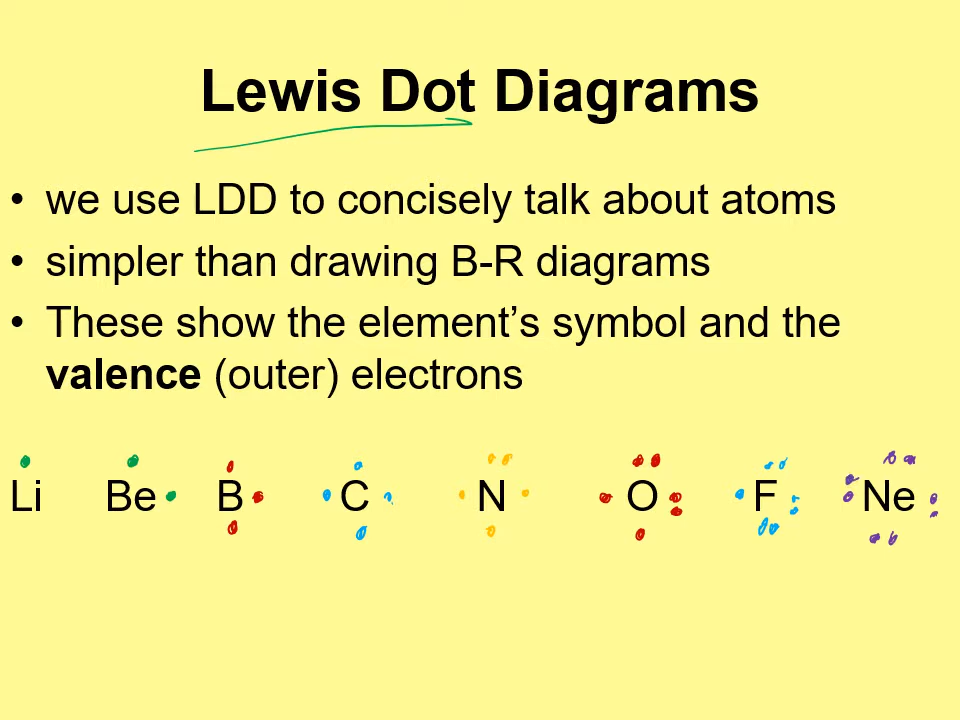 Lewis Dot Diagrams
• we use LDD to concisely talk about atoms
• simpler than drawing B-R diagrams
• These show the element’s symbol and the
valence (outer) electrons
Li Be B C N O F Ne